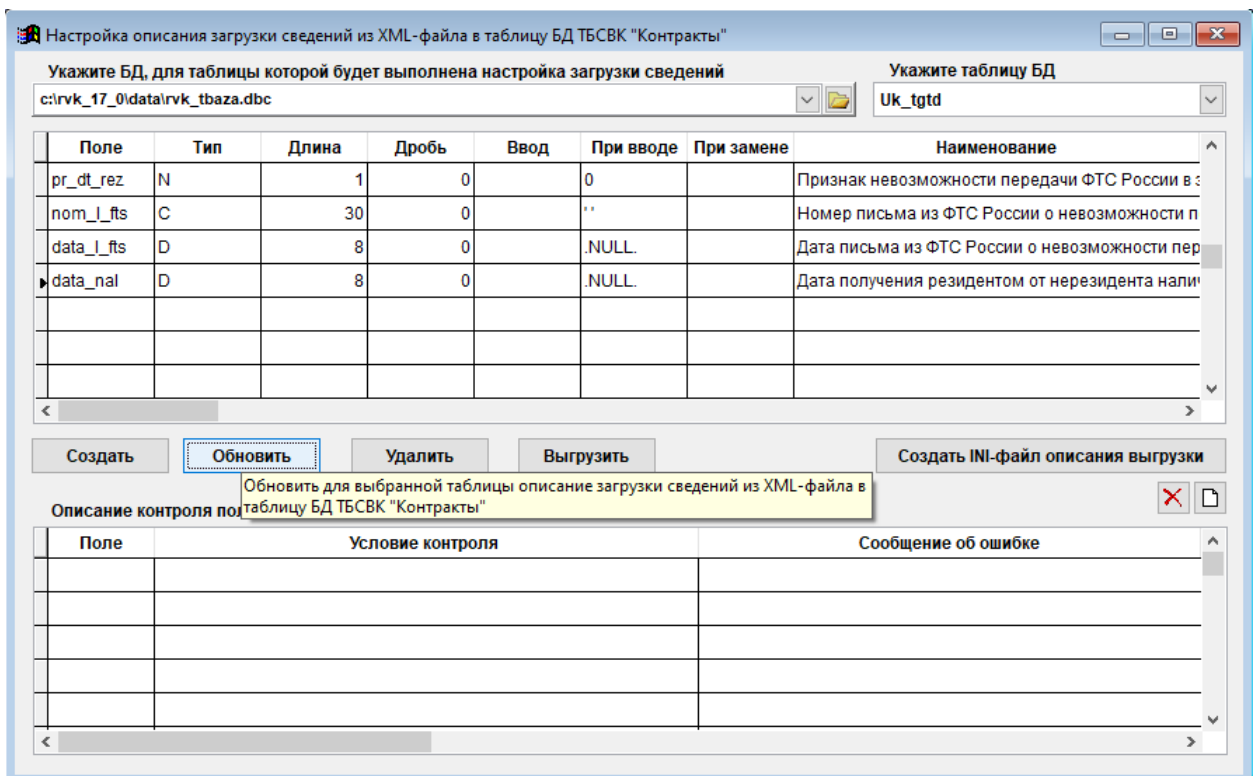 Настройка описания загрузки сведений из XML-файла в таблицу БД ТБСВК "Контракты"
Укажите БД, для таблицы которой будет выполнена настройка загрузки сведений
Укажите таблицу БД
c:\rvk_17_0\data\rvk_tbaza.dbc
Uk_tgtd
Поле Тип Длина Дробь Ввод При вводе При замене Наименование
pr_dt_rez N 1 0 0 Признак невозможности передачи ФТС России в
nom_l_fts C 30 0 ' ' Номер письма из ФТС России о невозможности п
data_l_fts D 8 0 .NULL. Дата письма из ФТС России о невозможности пер
data_nal D 8 0 .NULL. Дата получения резидентом от нерезидента нали
Создать Обновить Удалить Выгрузить Создать INI-файл описания выгрузки
Обновить для выбранной таблицы описание загрузки сведений из XML-файла в
таблицу БД ТБСВК "Контракты"
Описание контроля по
Поле Условие контроля Сообщение об ошибке